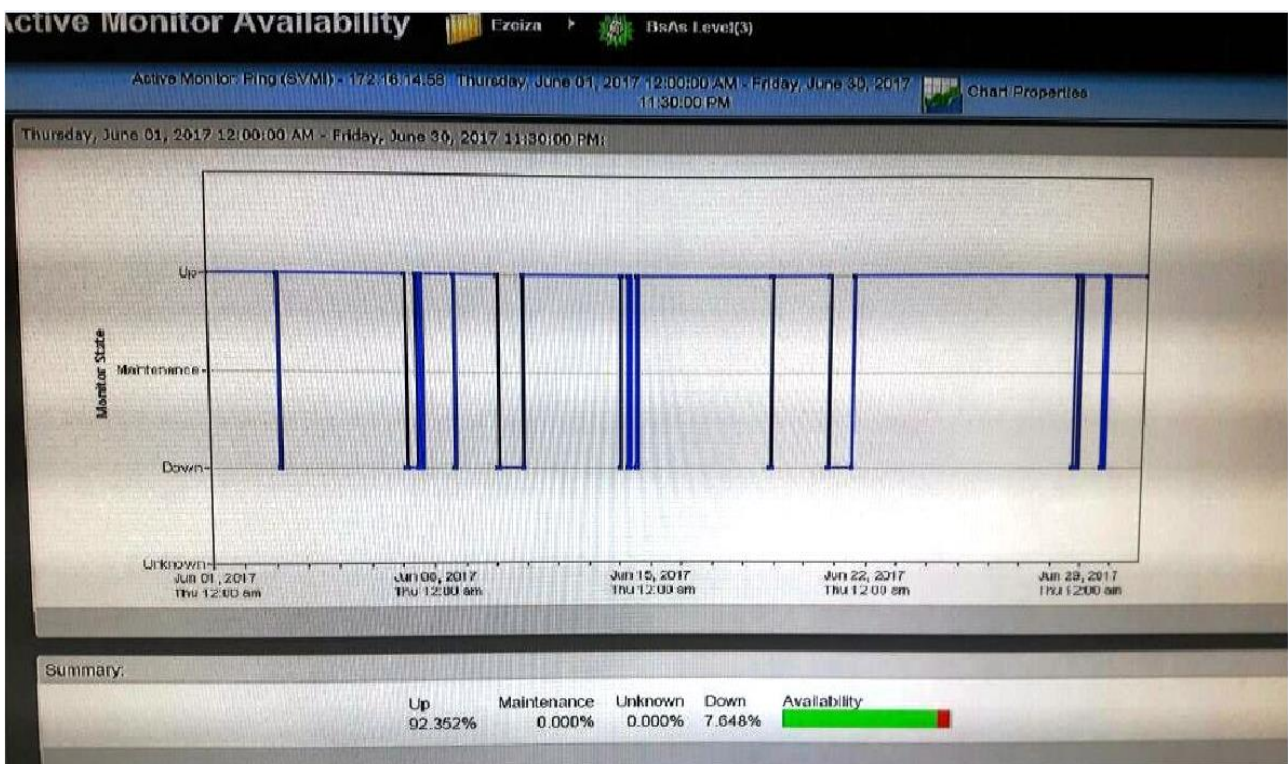 Active Monitor Availability
Ezeiza
BsAs Level(3)
Active Monitor: Ping (SVMI) - 172.16.14.58 Thursday, June 01, 2017 12:00:00 AM - Friday, June 30, 2017
11:30:00 PM
Chart Properties
Thursday, June 01, 2017 12:00:00 AM - Friday, June 30, 2017 11:30:00 PM:
Monitor State
Up
Maintenance
Down
Unknown
Jun 01, 2017 Jun 08, 2017 Jun 15, 2017 Jun 22, 2017 Jun 29, 2017
Thu 12:00 am Thu 12:00 am Thu 12:00 am Thu 12:00 am Thu 12:00 am
Summary:
Up Maintenance Unknown Down Availability
92.352% 0.000% 0.000% 7.648%